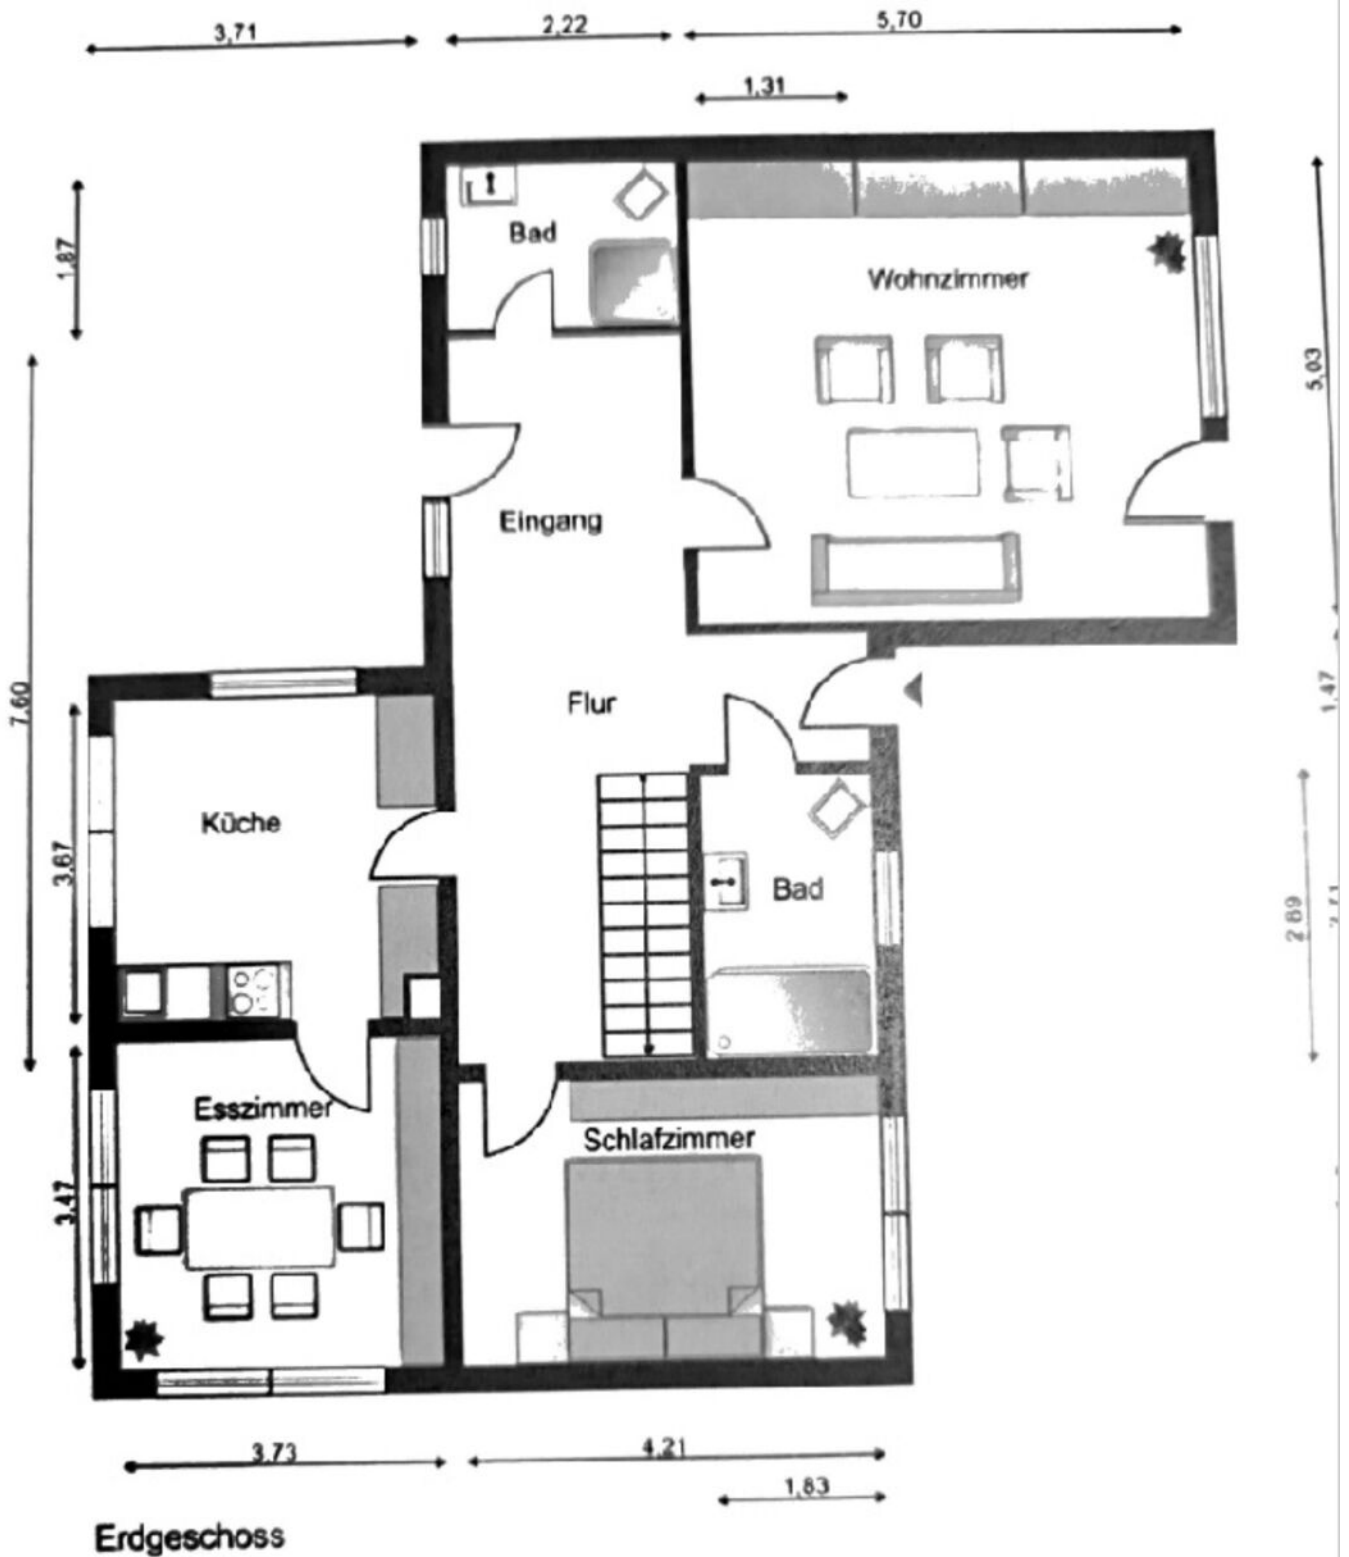 3,71
2,22
5,70
1,31
1,87
Bad
Wohnzimmer
5,03
Eingang
7,60
Flur
1,47
Küche
3,67
Bad
2,89
Esszimmer
Schlafzimmer
3,47
3,73
4,21
1,83
Erdgeschoss